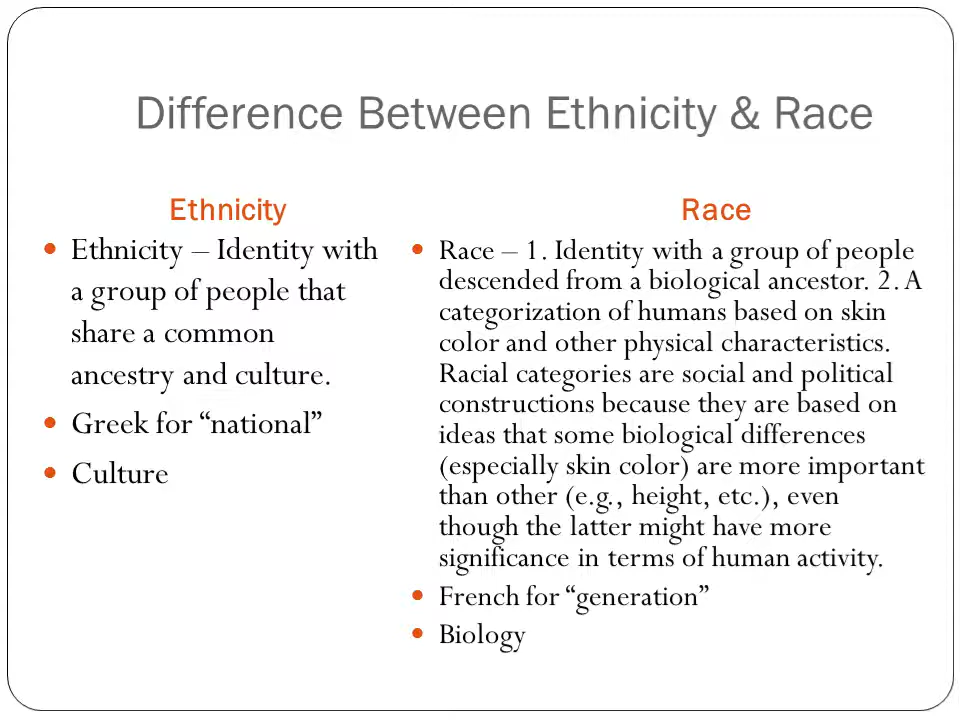 Difference Between Ethnicity & Race
Ethnicity
• Ethnicity – Identity with
a group of people that
share a common
ancestry and culture.
• Greek for “national”
• Culture
Race
• Race – 1. Identity with a group of people
descended from a biological ancestor. 2. A
categorization of humans based on skin
color and other physical characteristics.
Racial categories are social and political
constructions because they are based on
ideas that some biological differences
(especially skin color) are more important
than other (e.g., height, etc.), even
though the latter might have more
significance in terms of human activity.
• French for “generation”
• Biology